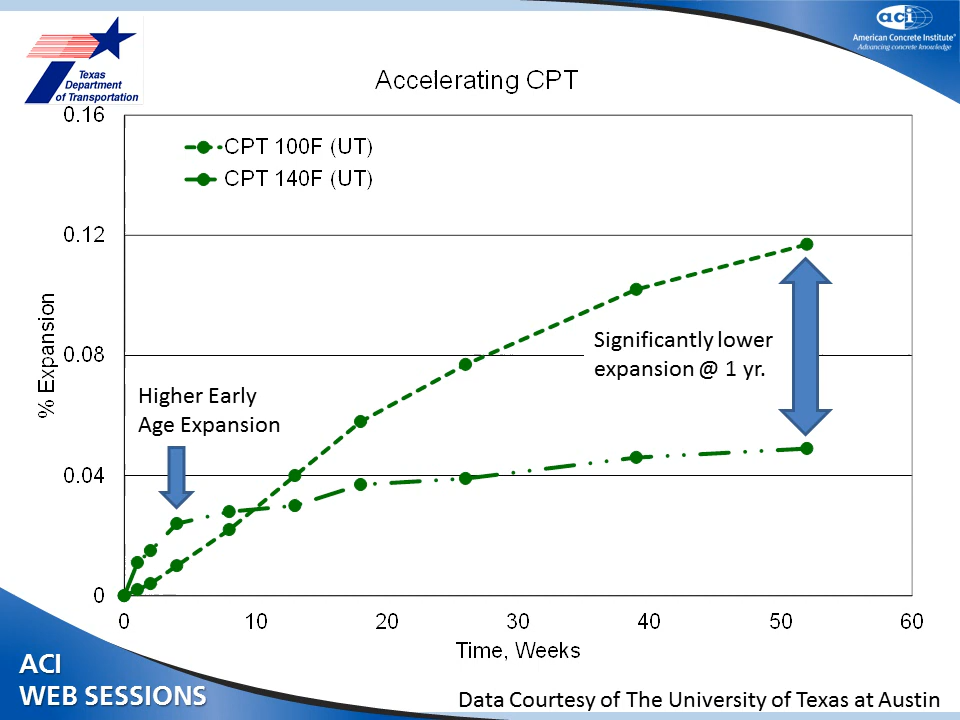 Texas
Department
of Transportation
aci
American Concrete Institute®
Advancing concrete knowledge
Accelerating CPT
0.16
CPT 100F (UT)
CPT 140F (UT)
0.12
0.08
0.04
0
% Expansion
Significantly lower
expansion @ 1 yr.
Higher Early
Age Expansion
0 10 20 30 40 50 60
Time, Weeks
ACI
WEB SESSIONS
Data Courtesy of The University of Texas at Austin